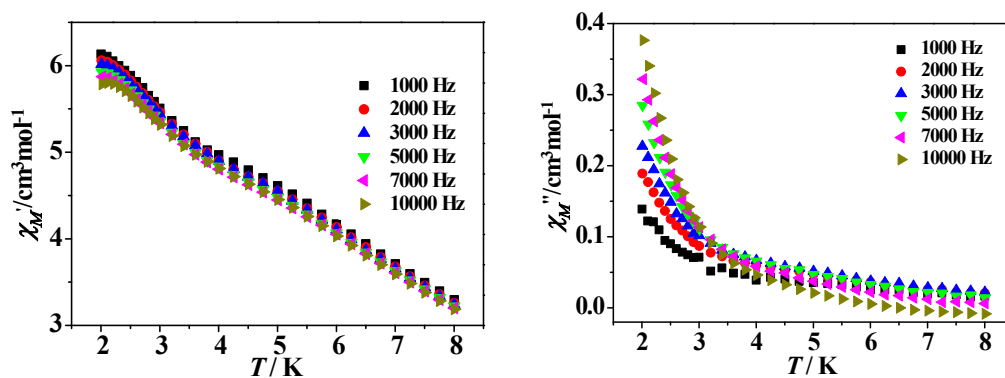 χM'/cm³mol⁻¹
6
5
4
3
2 3 4 5 6 7 8
T / K
1000 Hz
2000 Hz
3000 Hz
5000 Hz
7000 Hz
10000 Hz
χM''/cm³mol⁻¹
0.4
0.3
0.2
0.1
0.0
2 3 4 5 6 7 8
T / K
1000 Hz
2000 Hz
3000 Hz
5000 Hz
7000 Hz
10000 Hz